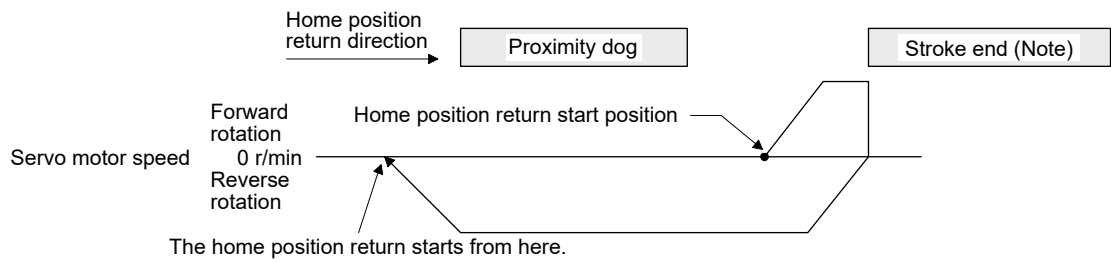 Home position
return direction
Proximity dog
Stroke end (Note)
Forward
rotation
Home position return start position
Servo motor speed
0 r/min
Reverse
rotation
The home position return starts from here.